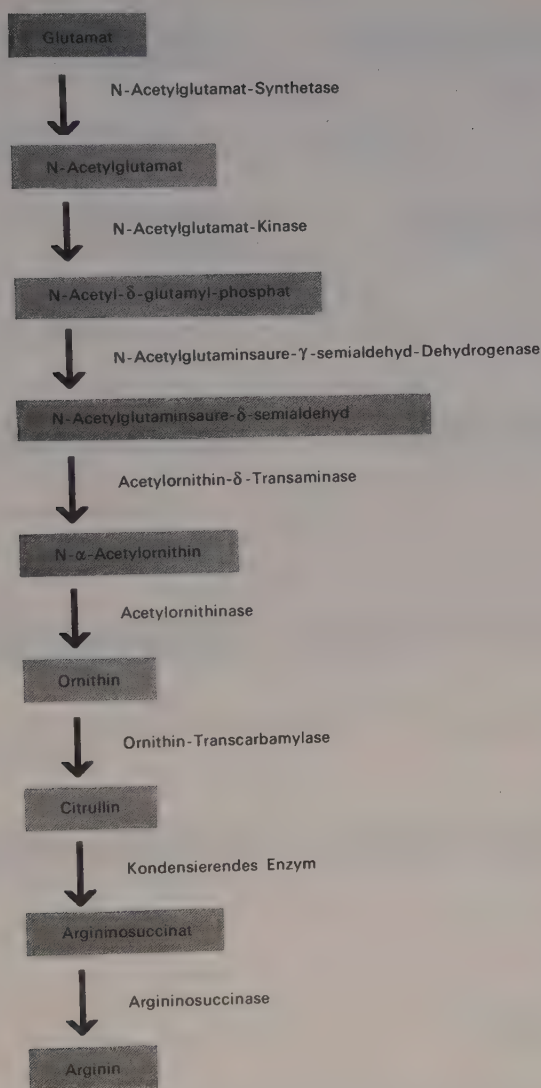 Glutamat
N-Acetylglutamat-Synthetase
N-Acetylglutamat
N-Acetylglutamat-Kinase
N-Acetyl-δ-glutamyl-phosphat
N-Acetylglutaminsaure-γ-semialdehyd-Dehydrogenase
N-Acetylglutaminsaure-δ-semialdehyd
Acetylornithin-δ-Transaminase
N-α-Acetylornithin
Acetylornithinase
Ornithin
Ornithin-Transcarbamylase
Citrullin
Kondensierendes Enzym
Argininosuccinat
Argininosuccinase
Arginin